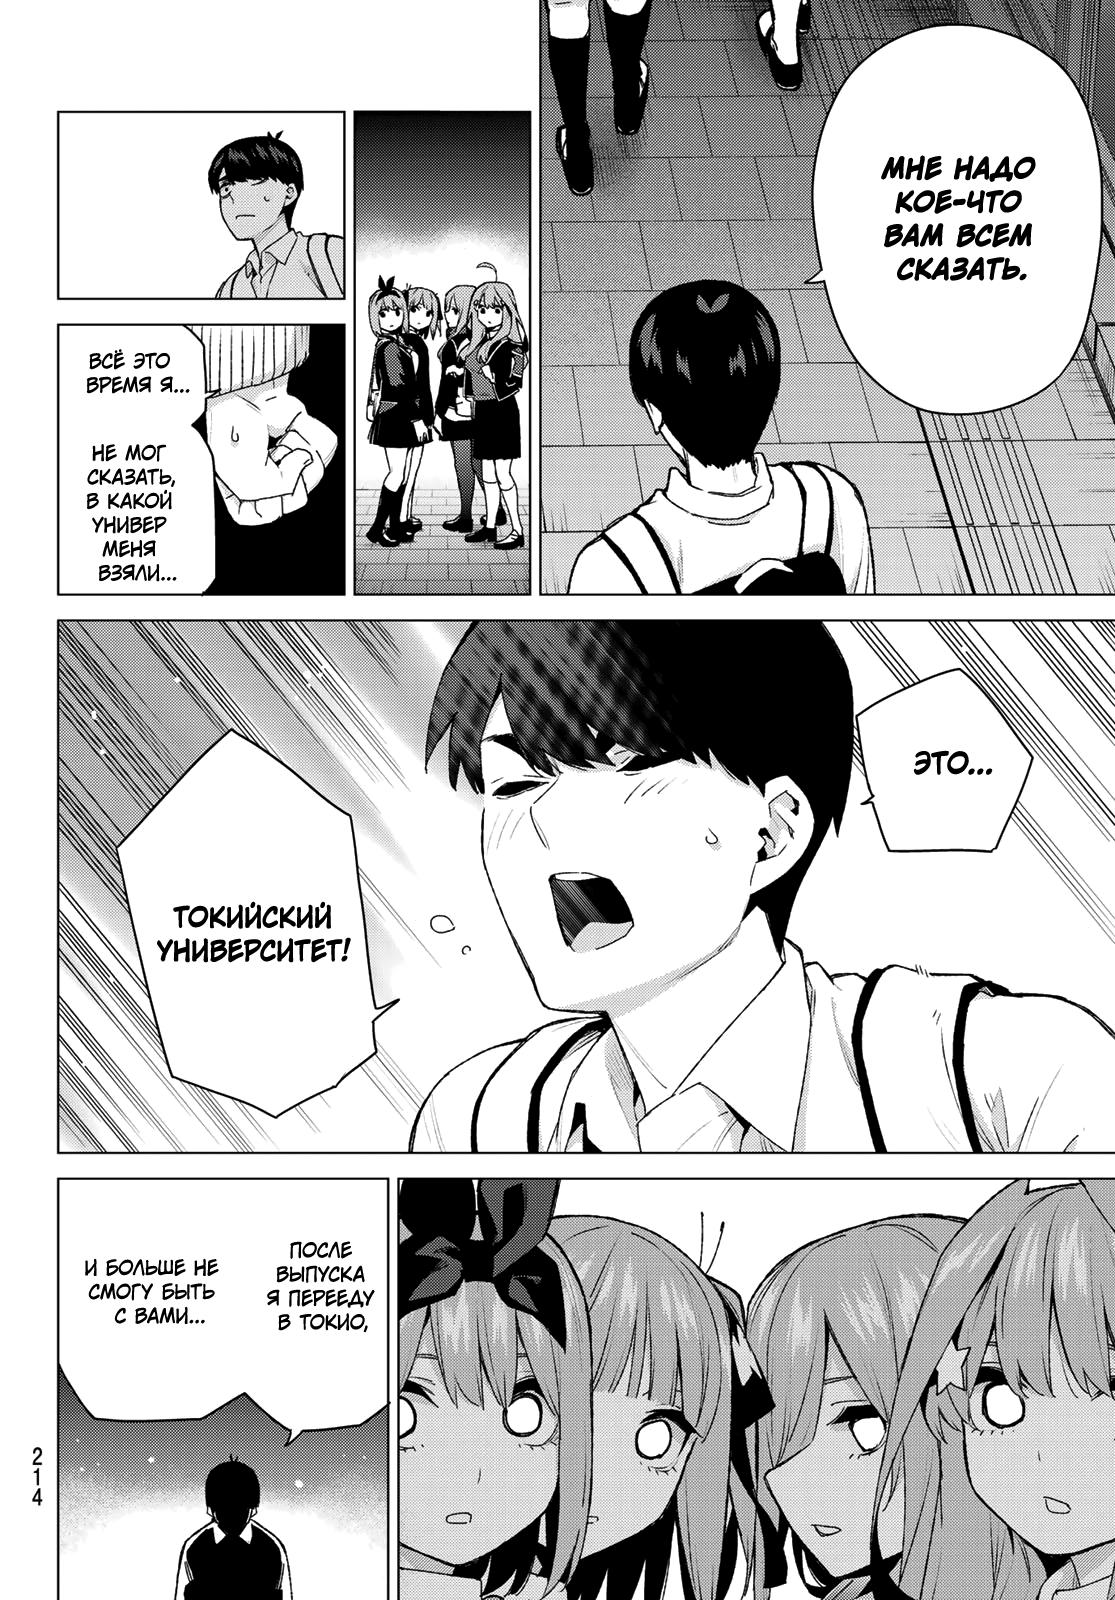 МНЕ НАДО
КОЕ-ЧТО
ВАМ ВСЕМ
СКАЗАТЬ.
ВСЁ ЭТО
ВРЕМЯ Я...
НЕ МОГ
СКАЗАТЬ,
В КАКОЙ
УНИВЕР
МЕНЯ
ВЗЯЛИ...
ЭТО...
ТОКИЙСКИЙ
УНИВЕРСИТЕТ!
ПОСЛЕ
ВЫПУСКА
Я ПЕРЕЕДУ
В ТОКИО,
И БОЛЬШЕ НЕ
СМОГУ БЫТЬ
С ВАМИ...
214